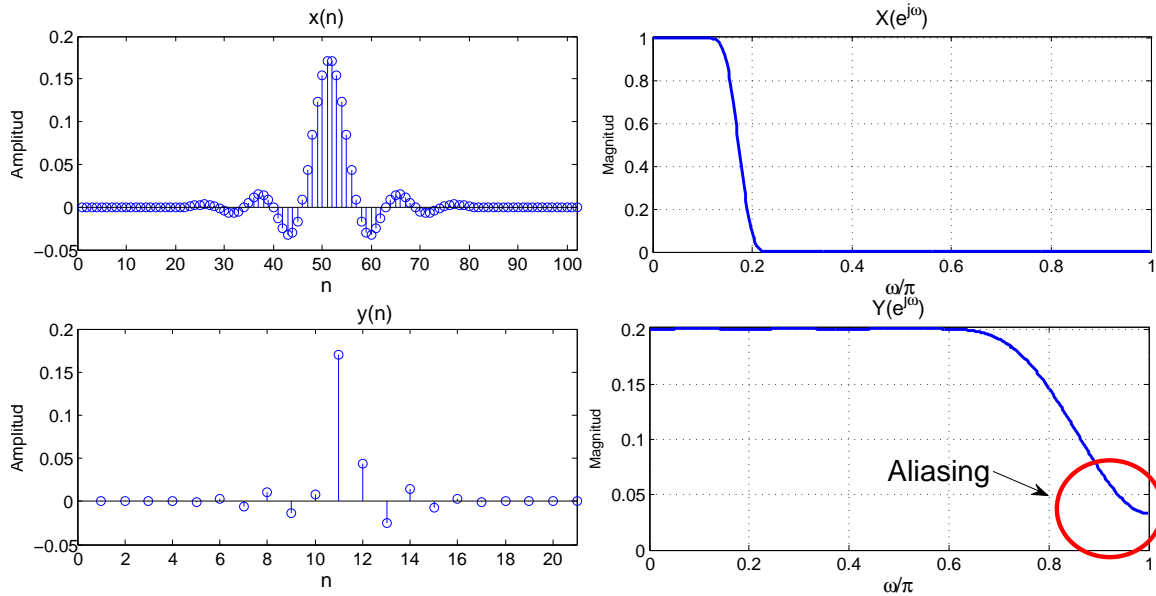 x(n)
Amplitud
0.2
0.15
0.1
0.05
0
−0.05
0 10 20 30 40 50 60 70 80 90 100
n
X(e^jω)
Magnitud
1
0.8
0.6
0.4
0.2
0
0 0.2 0.4 0.6 0.8 1
ω/π
y(n)
Amplitud
0.2
0.15
0.1
0.05
0
−0.05
0 2 4 6 8 10 12 14 16 18 20
n
Y(e^jω)
Magnitud
0.2
0.15
0.1
0.05
0
Aliasing
0 0.2 0.4 0.6 0.8 1
ω/π